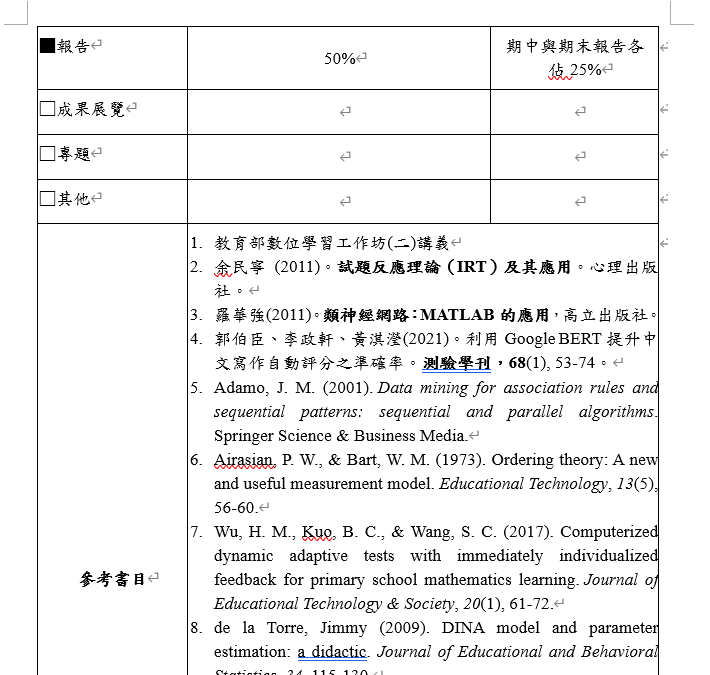 ■報告
50%
期中與期末報告各
佔 25%
□成果展覽
□專題
□其他
參考書目
1. 教育部數位學習工作坊(二)講義
2. 余民寧 (2011)。試題反應理論（IRT）及其應用。心理出版
社。
3. 羅華強(2011)。類神經網路：MATLAB 的應用，高立出版社。
4. 郭伯臣、李政軒、黃淇瀅(2021)。利用 Google BERT 提升中
文寫作自動評分之準確率。測驗學刊，68(1), 53-74。
5. Adamo, J. M. (2001). Data mining for association rules and
sequential patterns: sequential and parallel algorithms.
Springer Science & Business Media.
6. Airasian, P. W., & Bart, W. M. (1973). Ordering theory: A new
and useful measurement model. Educational Technology, 13(5),
56-60.
7. Wu, H. M., Kuo, B. C., & Wang, S. C. (2017). Computerized
dynamic adaptive tests with immediately individualized
feedback for primary school mathematics learning. Journal of
Educational Technology & Society, 20(1), 61-72.
8. de la Torre, Jimmy (2009). DINA model and parameter
estimation: a didactic. Journal of Educational and Behavioral
Statistics, 34, 115-130.